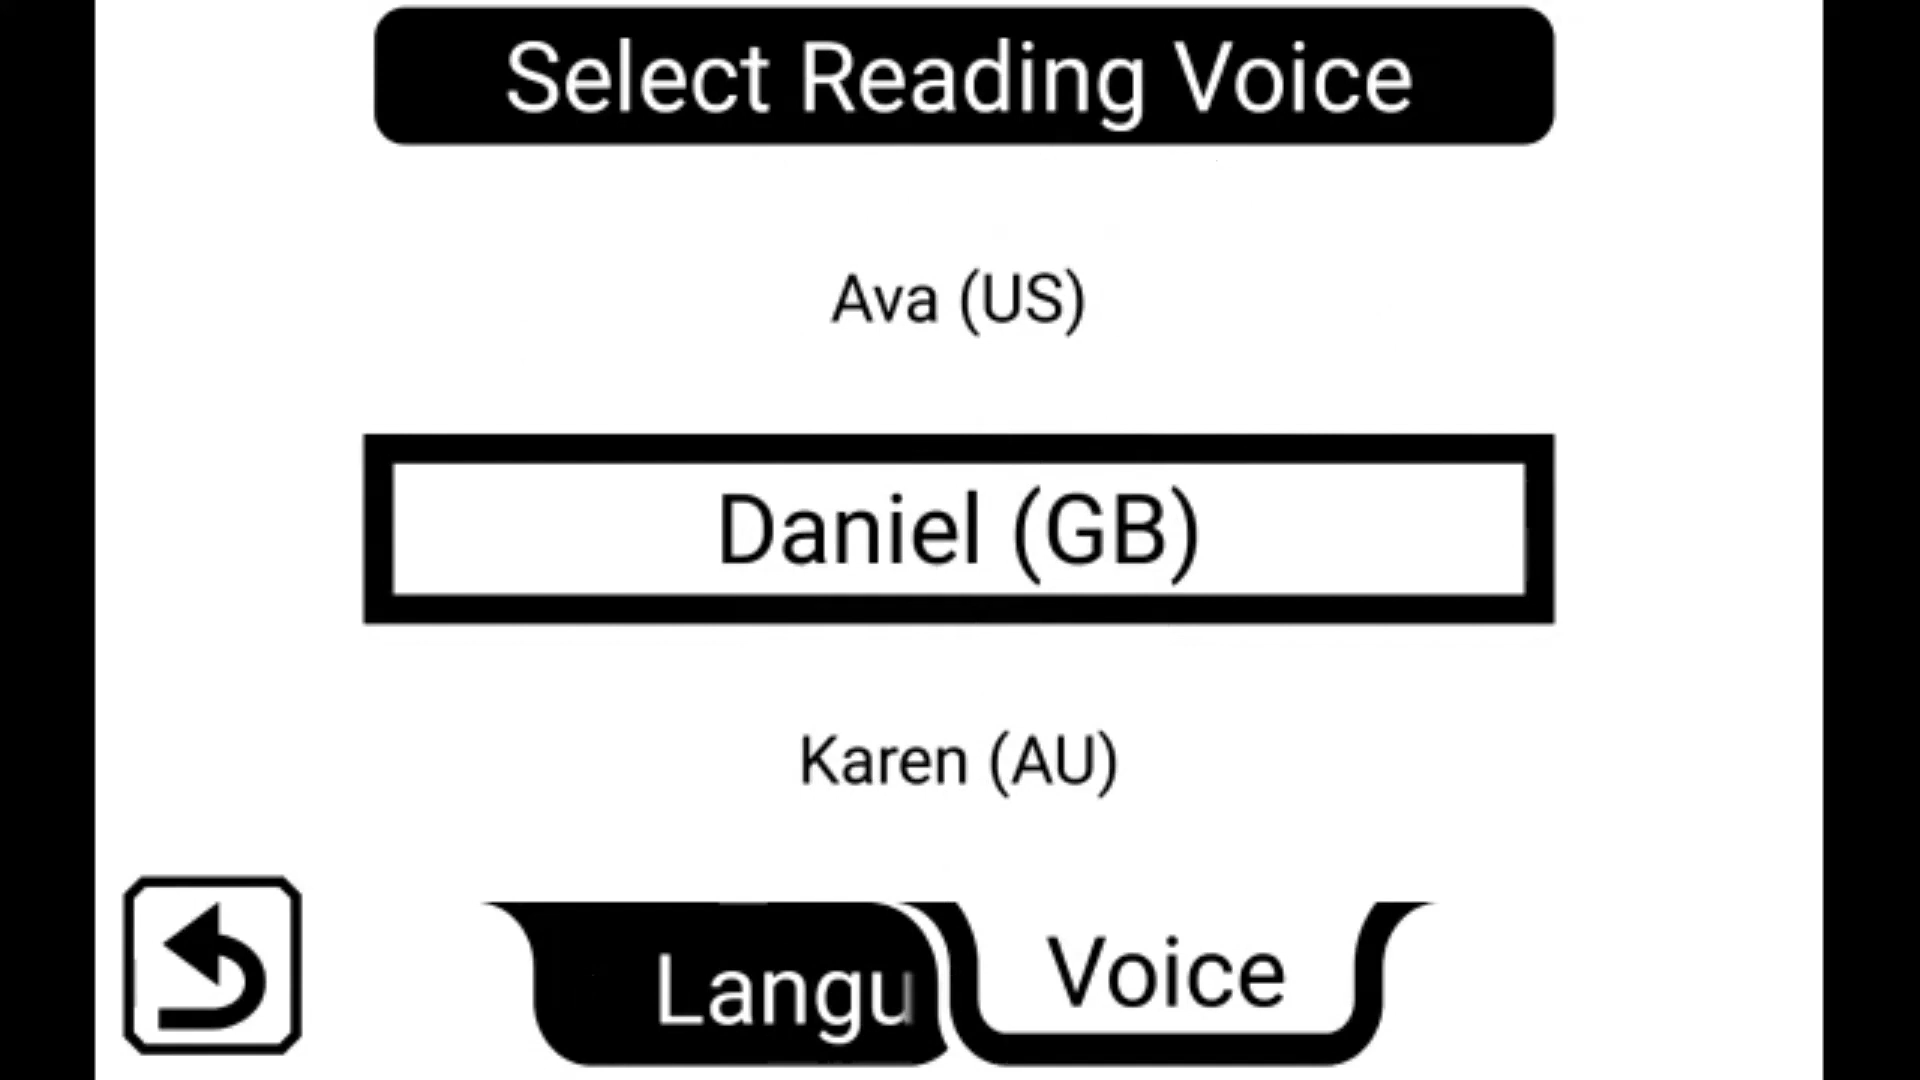 Select Reading Voice
Ava (US)
Daniel (GB)
Karen (AU)
Langu
Voice